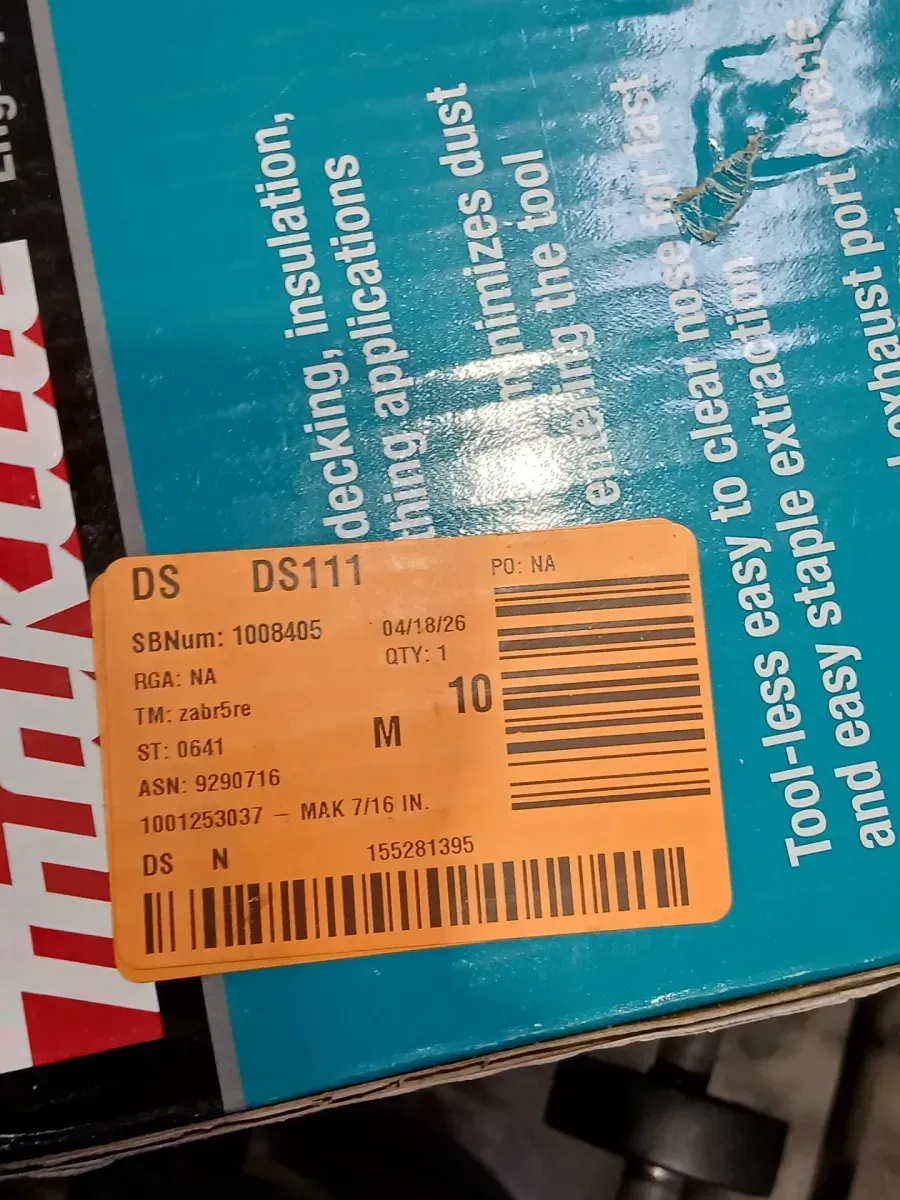 Makita
decking, insulation,
thing applications
minimizes dust
entering the tool
Tool-less easy to clear nose for fast
and easy staple extraction
exhaust port directs
DS DS111
PO: NA
SBNum: 1008405
04/18/26
RGA: NA
QTY: 1
TM: zabr5re
10
ST: 0641
M
ASN: 9290716
1001253037 – MAK 7/16 IN.
DS N 155281395